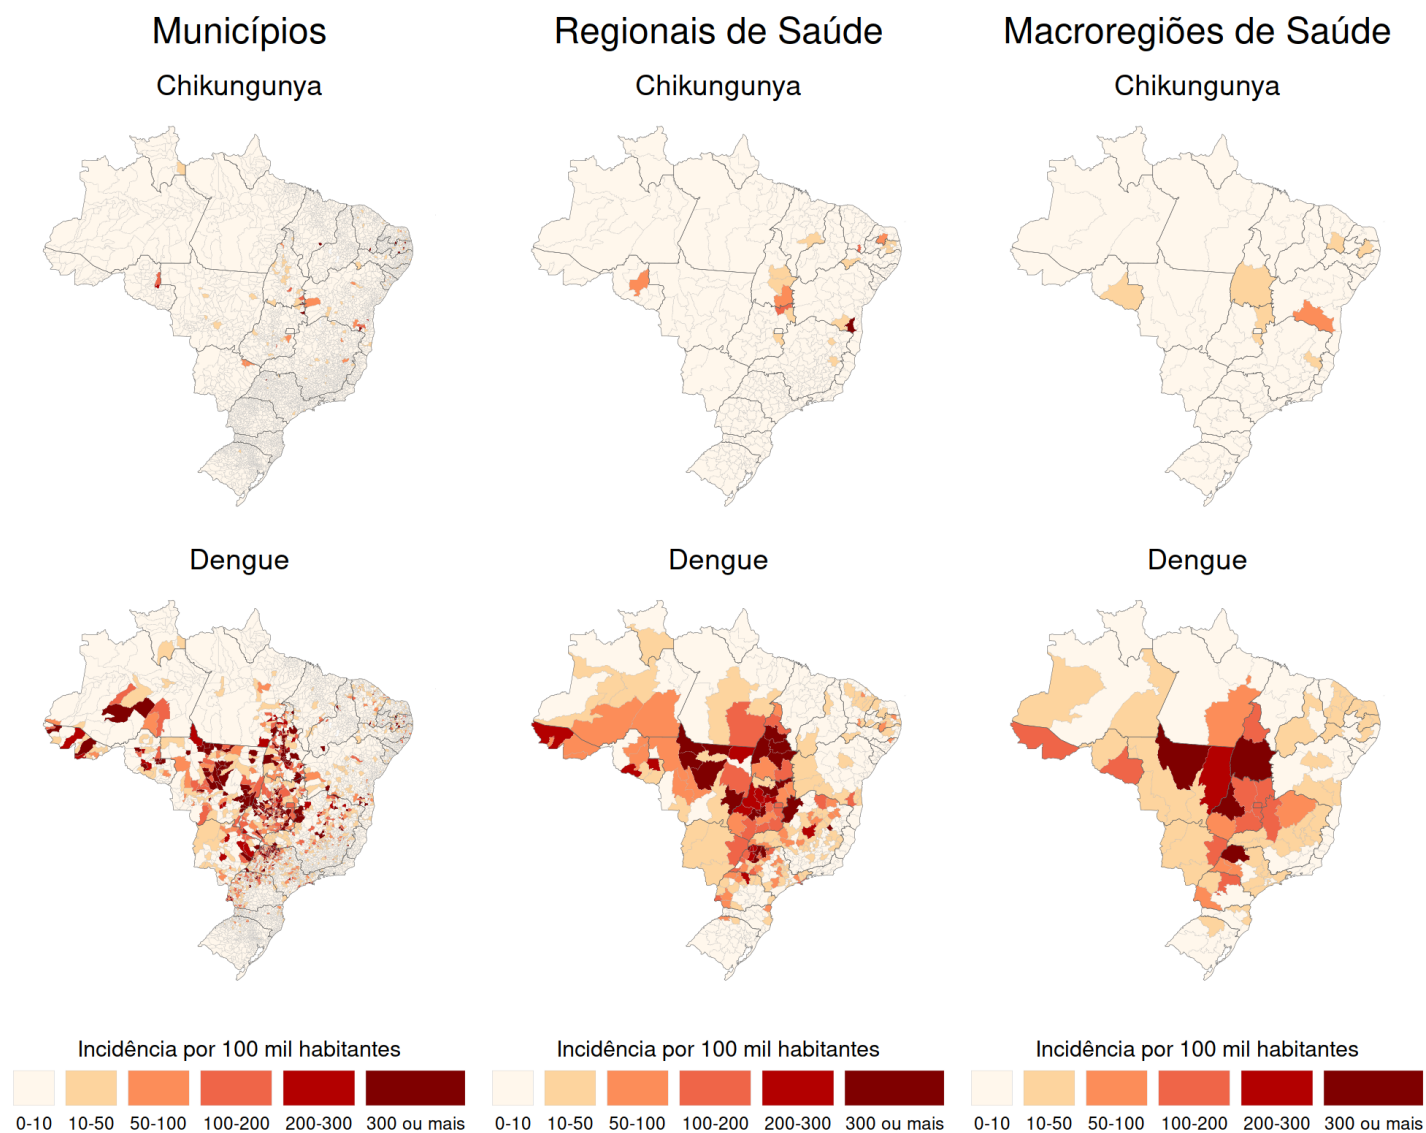 Municípios
Regionais de Saúde
Macroregiões de Saúde
Chikungunya
Chikungunya
Chikungunya
Dengue
Dengue
Dengue
Incidência por 100 mil habitantes
Incidência por 100 mil habitantes
Incidência por 100 mil habitantes
0-10 10-50 50-100 100-200 200-300 300 ou mais
0-10 10-50 50-100 100-200 200-300 300 ou mais
0-10 10-50 50-100 100-200 200-300 300 ou mais